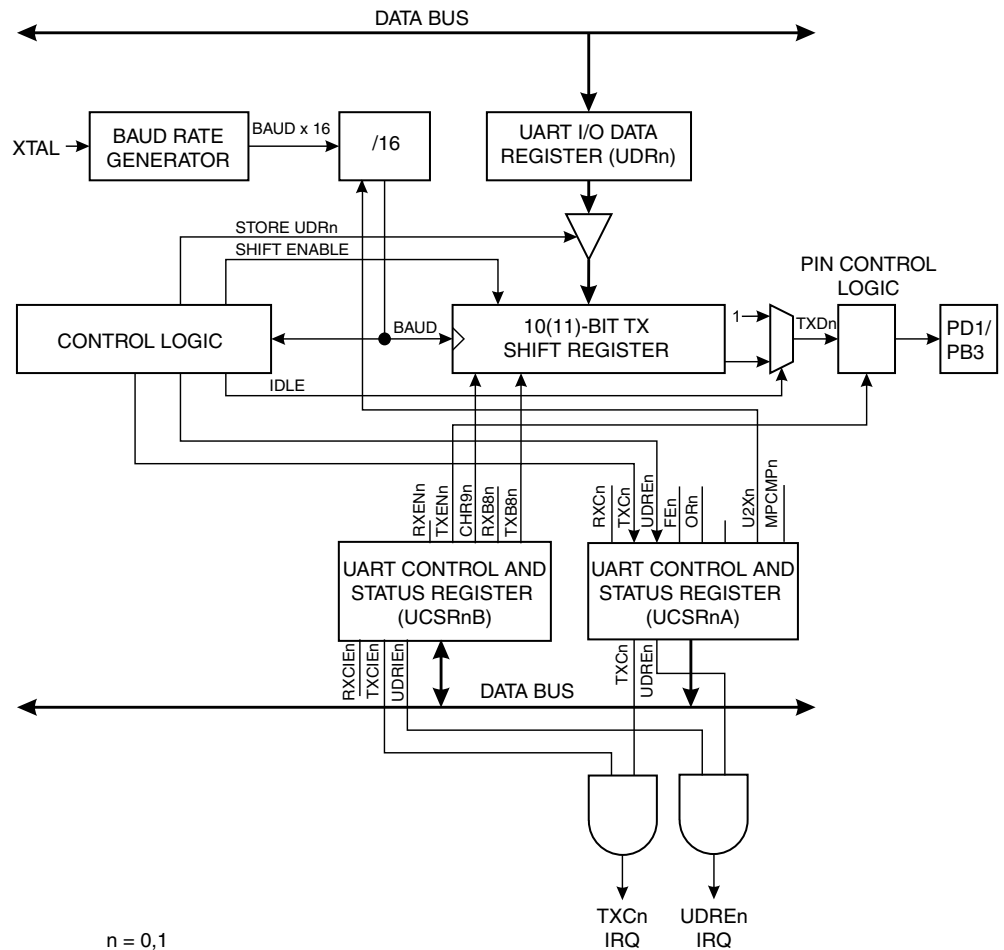 DATA BUS
XTAL
BAUD RATE
GENERATOR
BAUD x 16
/16
UART I/O DATA
REGISTER (UDRn)
STORE UDRn
SHIFT ENABLE
PIN CONTROL
LOGIC
CONTROL LOGIC
BAUD
10(11)-BIT TX
SHIFT REGISTER
1
TXDn
PD1/
PB3
IDLE
RXENn
TXENn
CHR9n
RXB8n
TXB8n
RXCn
TXCn
UDREn
FEn
ORn
U2Xn
MPCMPn
UART CONTROL AND
STATUS REGISTER
(UCSRnB)
UART CONTROL AND
STATUS REGISTER
(UCSRnA)
RXCIEn
TXCIEn
UDRIEn
TXCn
UDREn
DATA BUS
TXCn
IRQ
UDREn
IRQ
n = 0,1